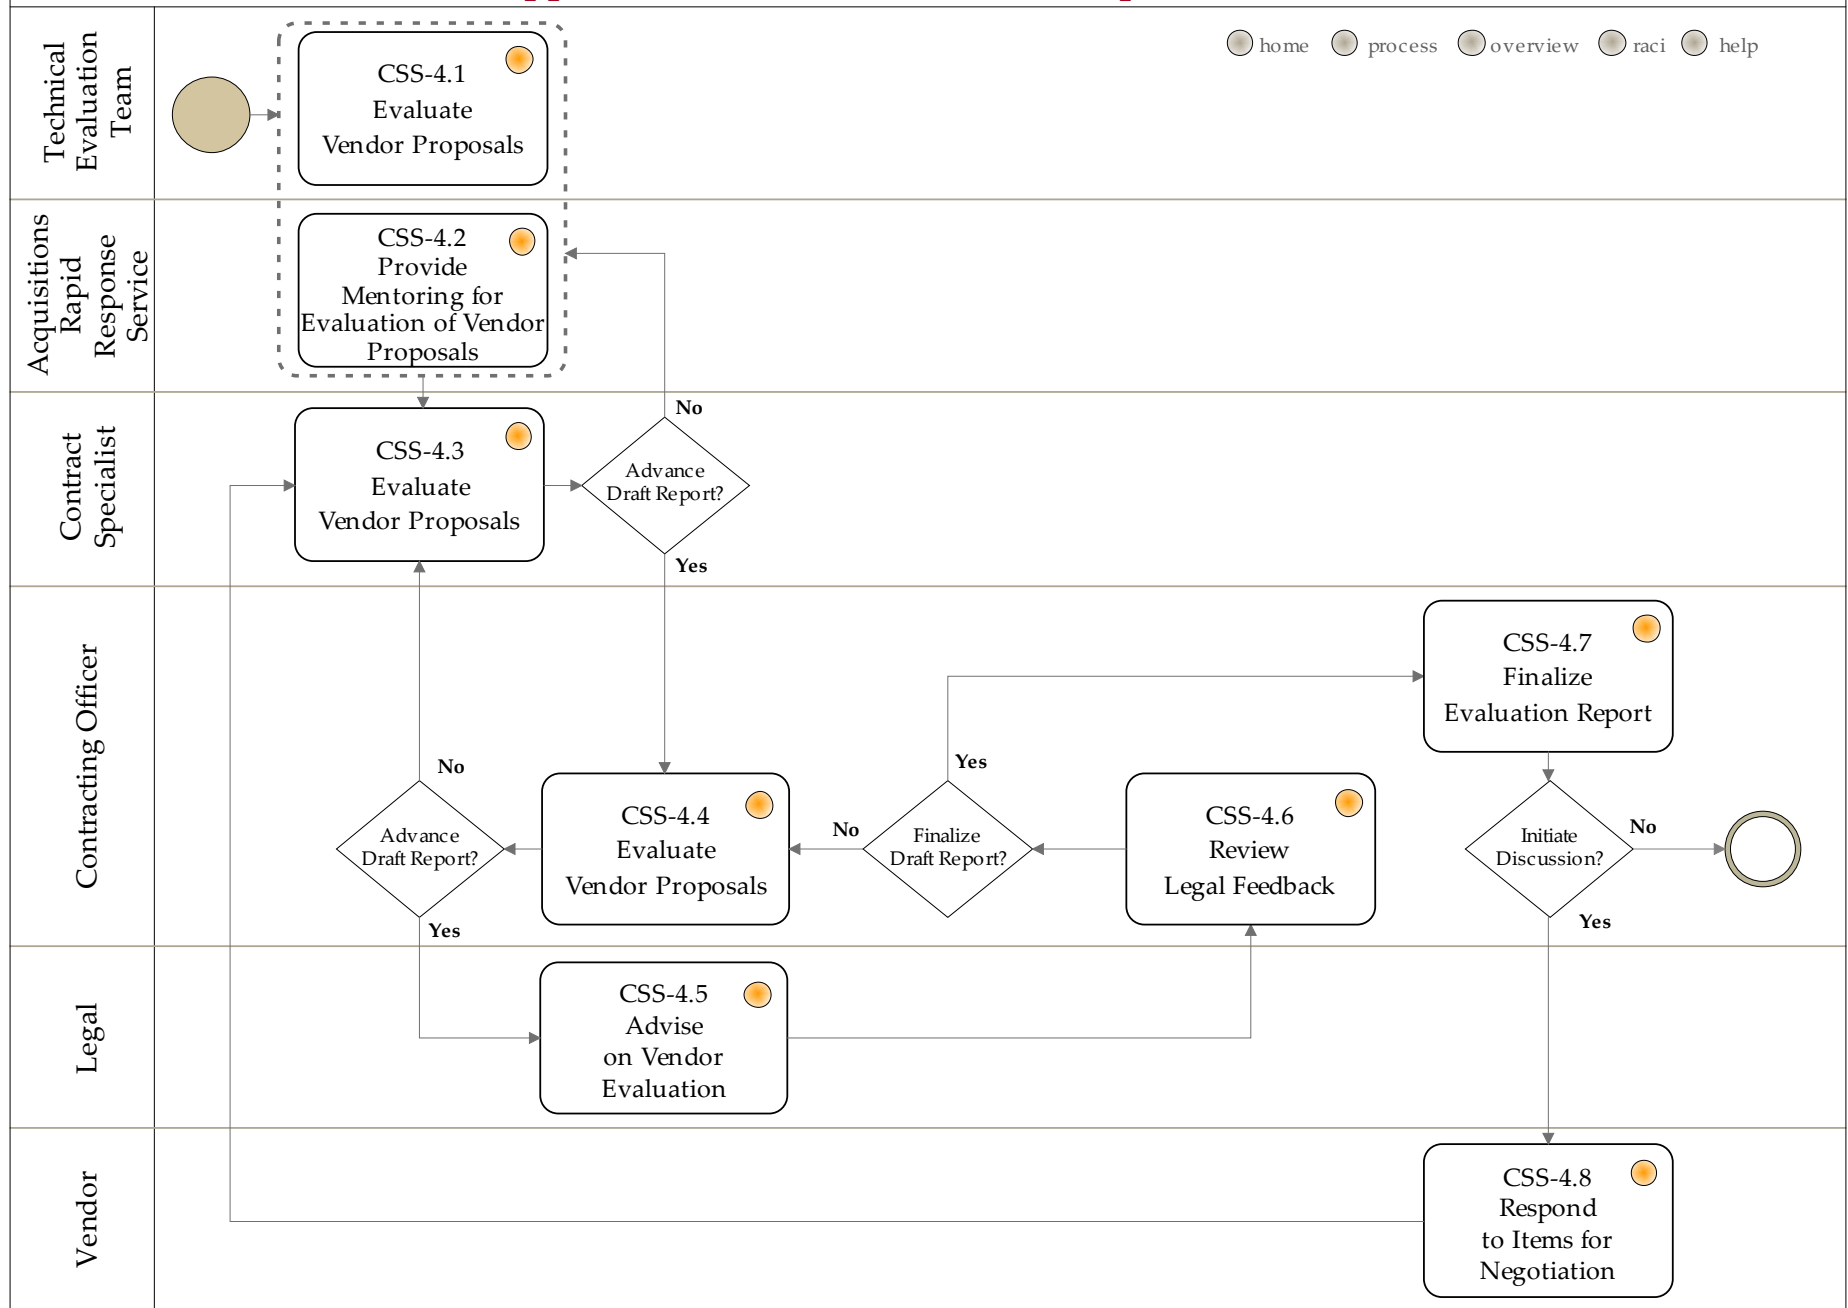 home
process
overview
raci
help
Technical
Evaluation
Team
CSS-4.1
Evaluate
Vendor Proposals
Acquisitions
Rapid
Response
Service
CSS-4.2
Provide
Mentoring for
Evaluation of Vendor
Proposals
Contract
Specialist
CSS-4.3
Evaluate
Vendor Proposals
No
Advance
Draft Report?
Yes
Contracting Officer
CSS-4.7
Finalize
Evaluation Report
No
Advance
Draft Report?
Yes
CSS-4.4
Evaluate
Vendor Proposals
No
Yes
Finalize
Draft Report?
CSS-4.6
Review
Legal Feedback
Initiate
Discussion?
No
Yes
Legal
CSS-4.5
Advise
on Vendor
Evaluation
Vendor
CSS-4.8
Respond
to Items for
Negotiation